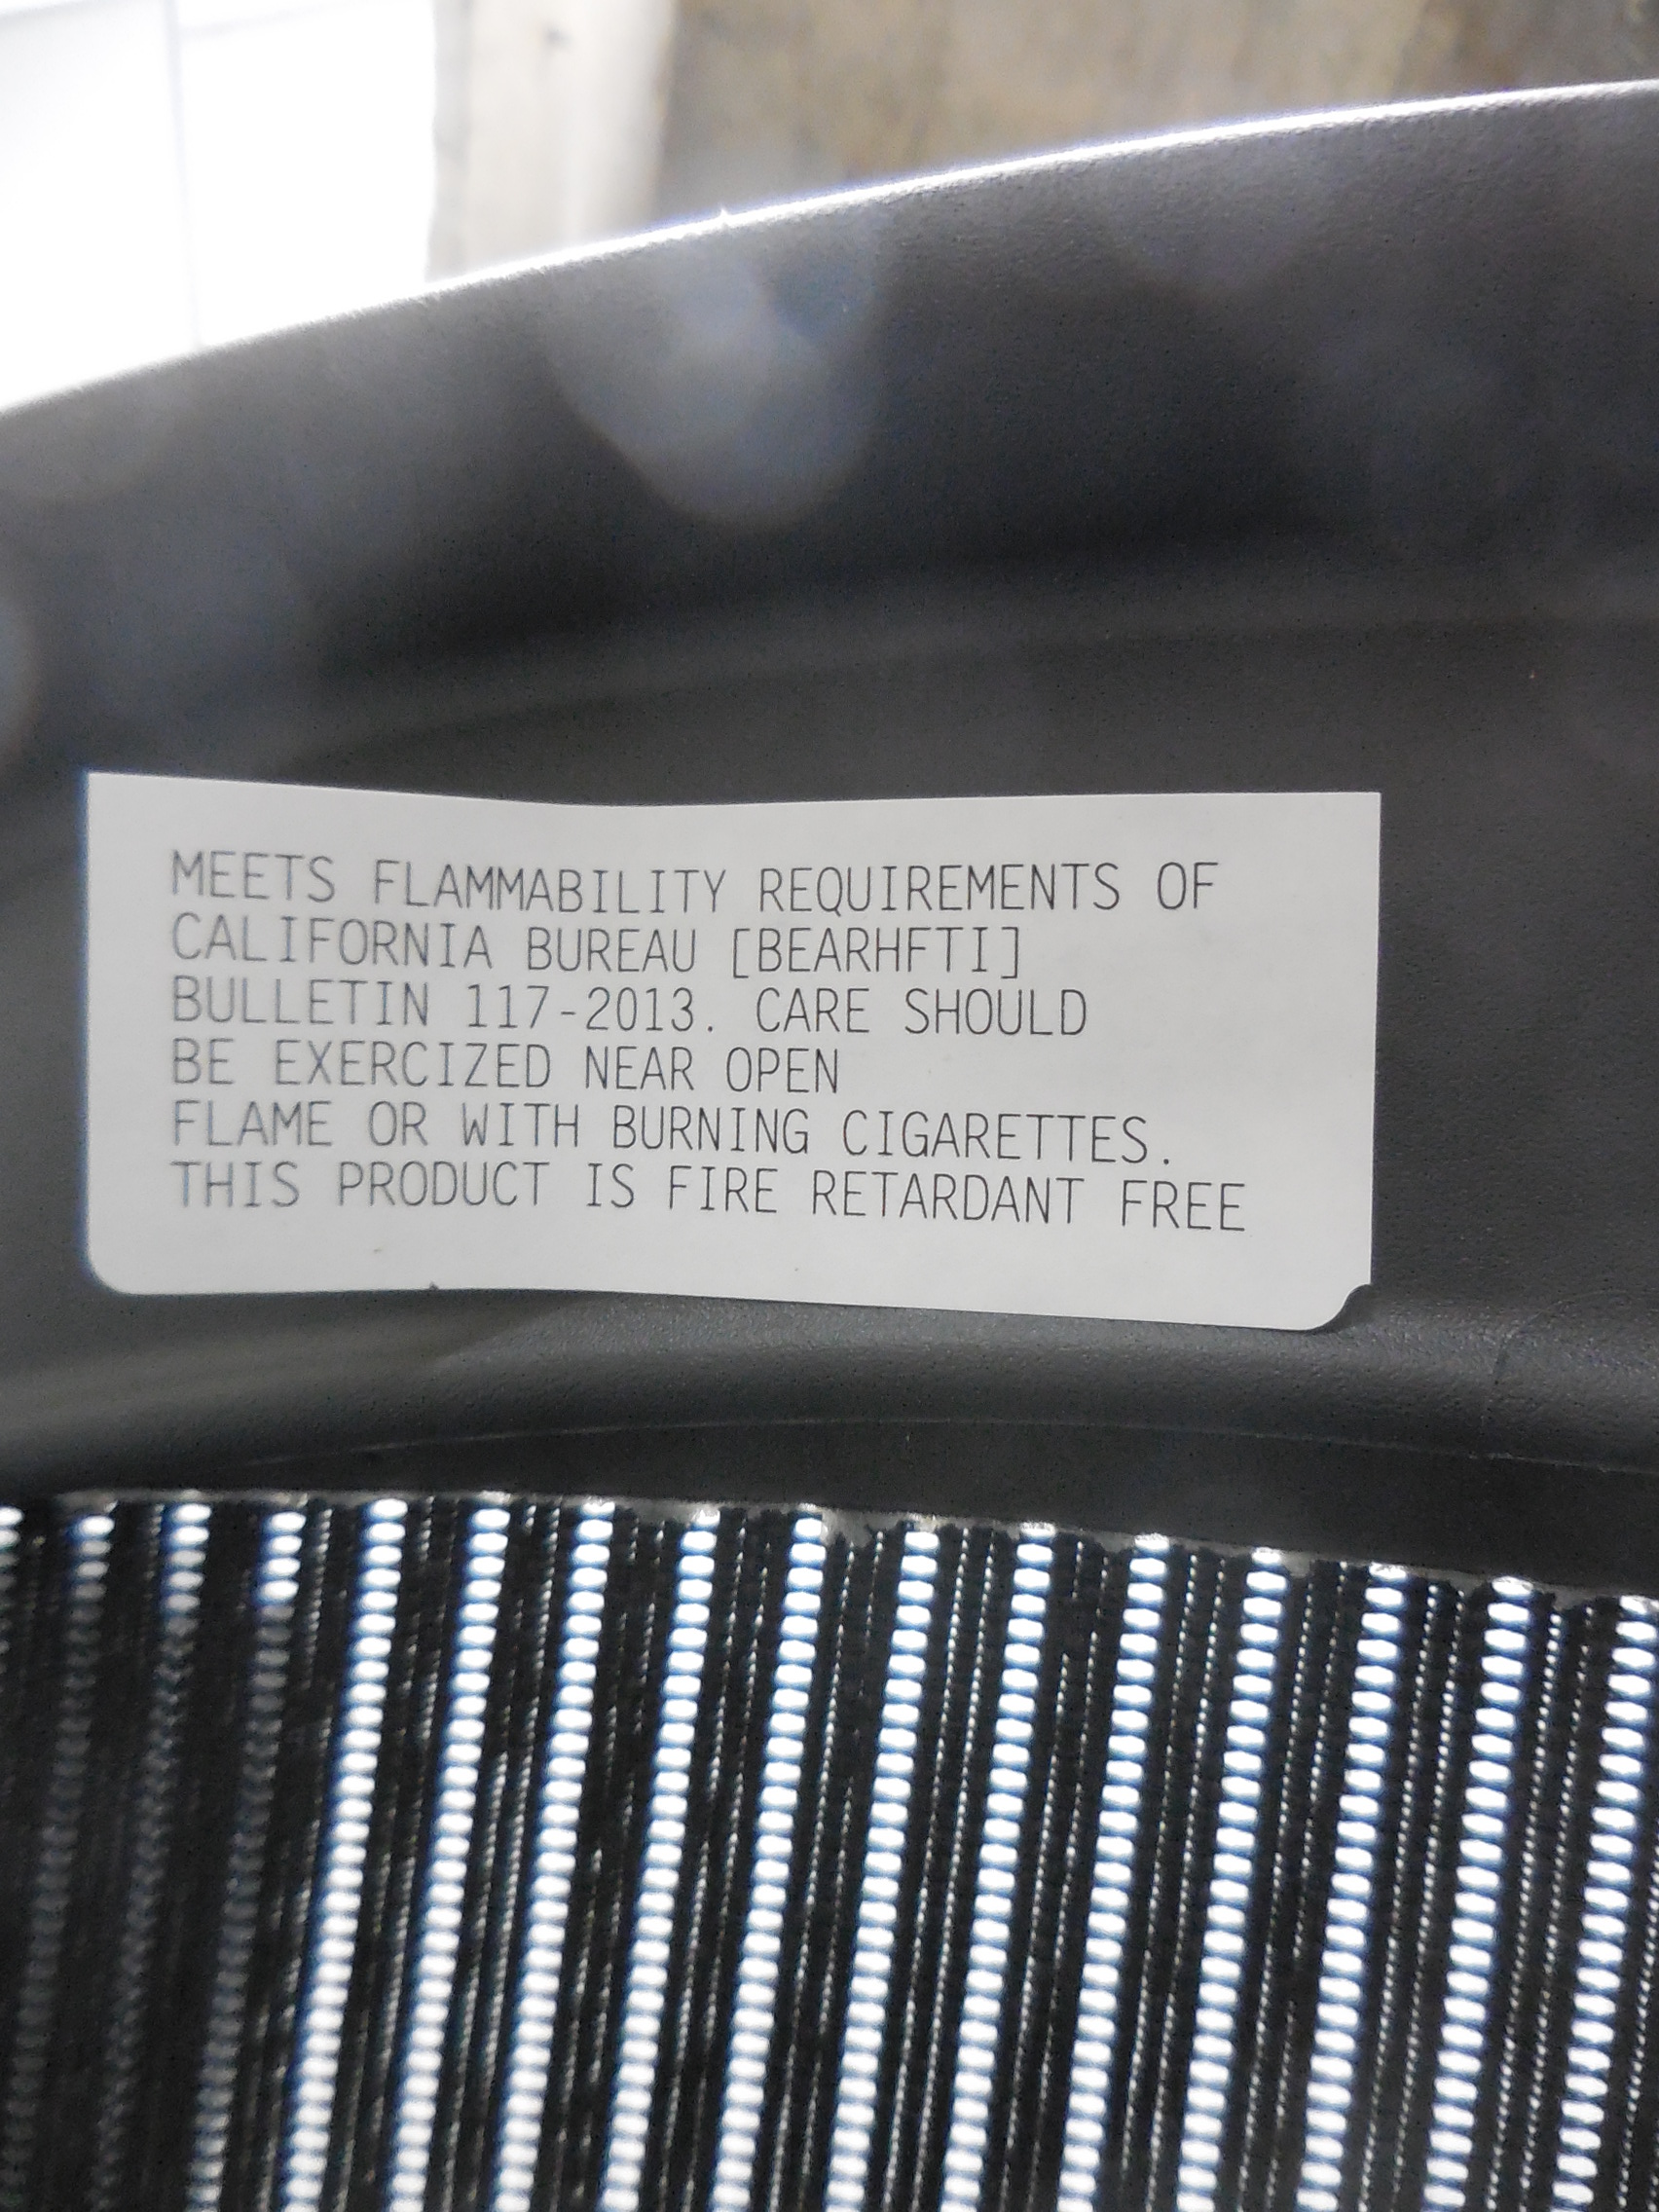 MEETS FLAMMABILITY REQUIREMENTS OF
CALIFORNIA BUREAU [BEARHFTI]
BULLETIN 117-2013. CARE SHOULD
BE EXERCIZED NEAR OPEN
FLAME OR WITH BURNING CIGARETTES.
THIS PRODUCT IS FIRE RETARDANT FREE